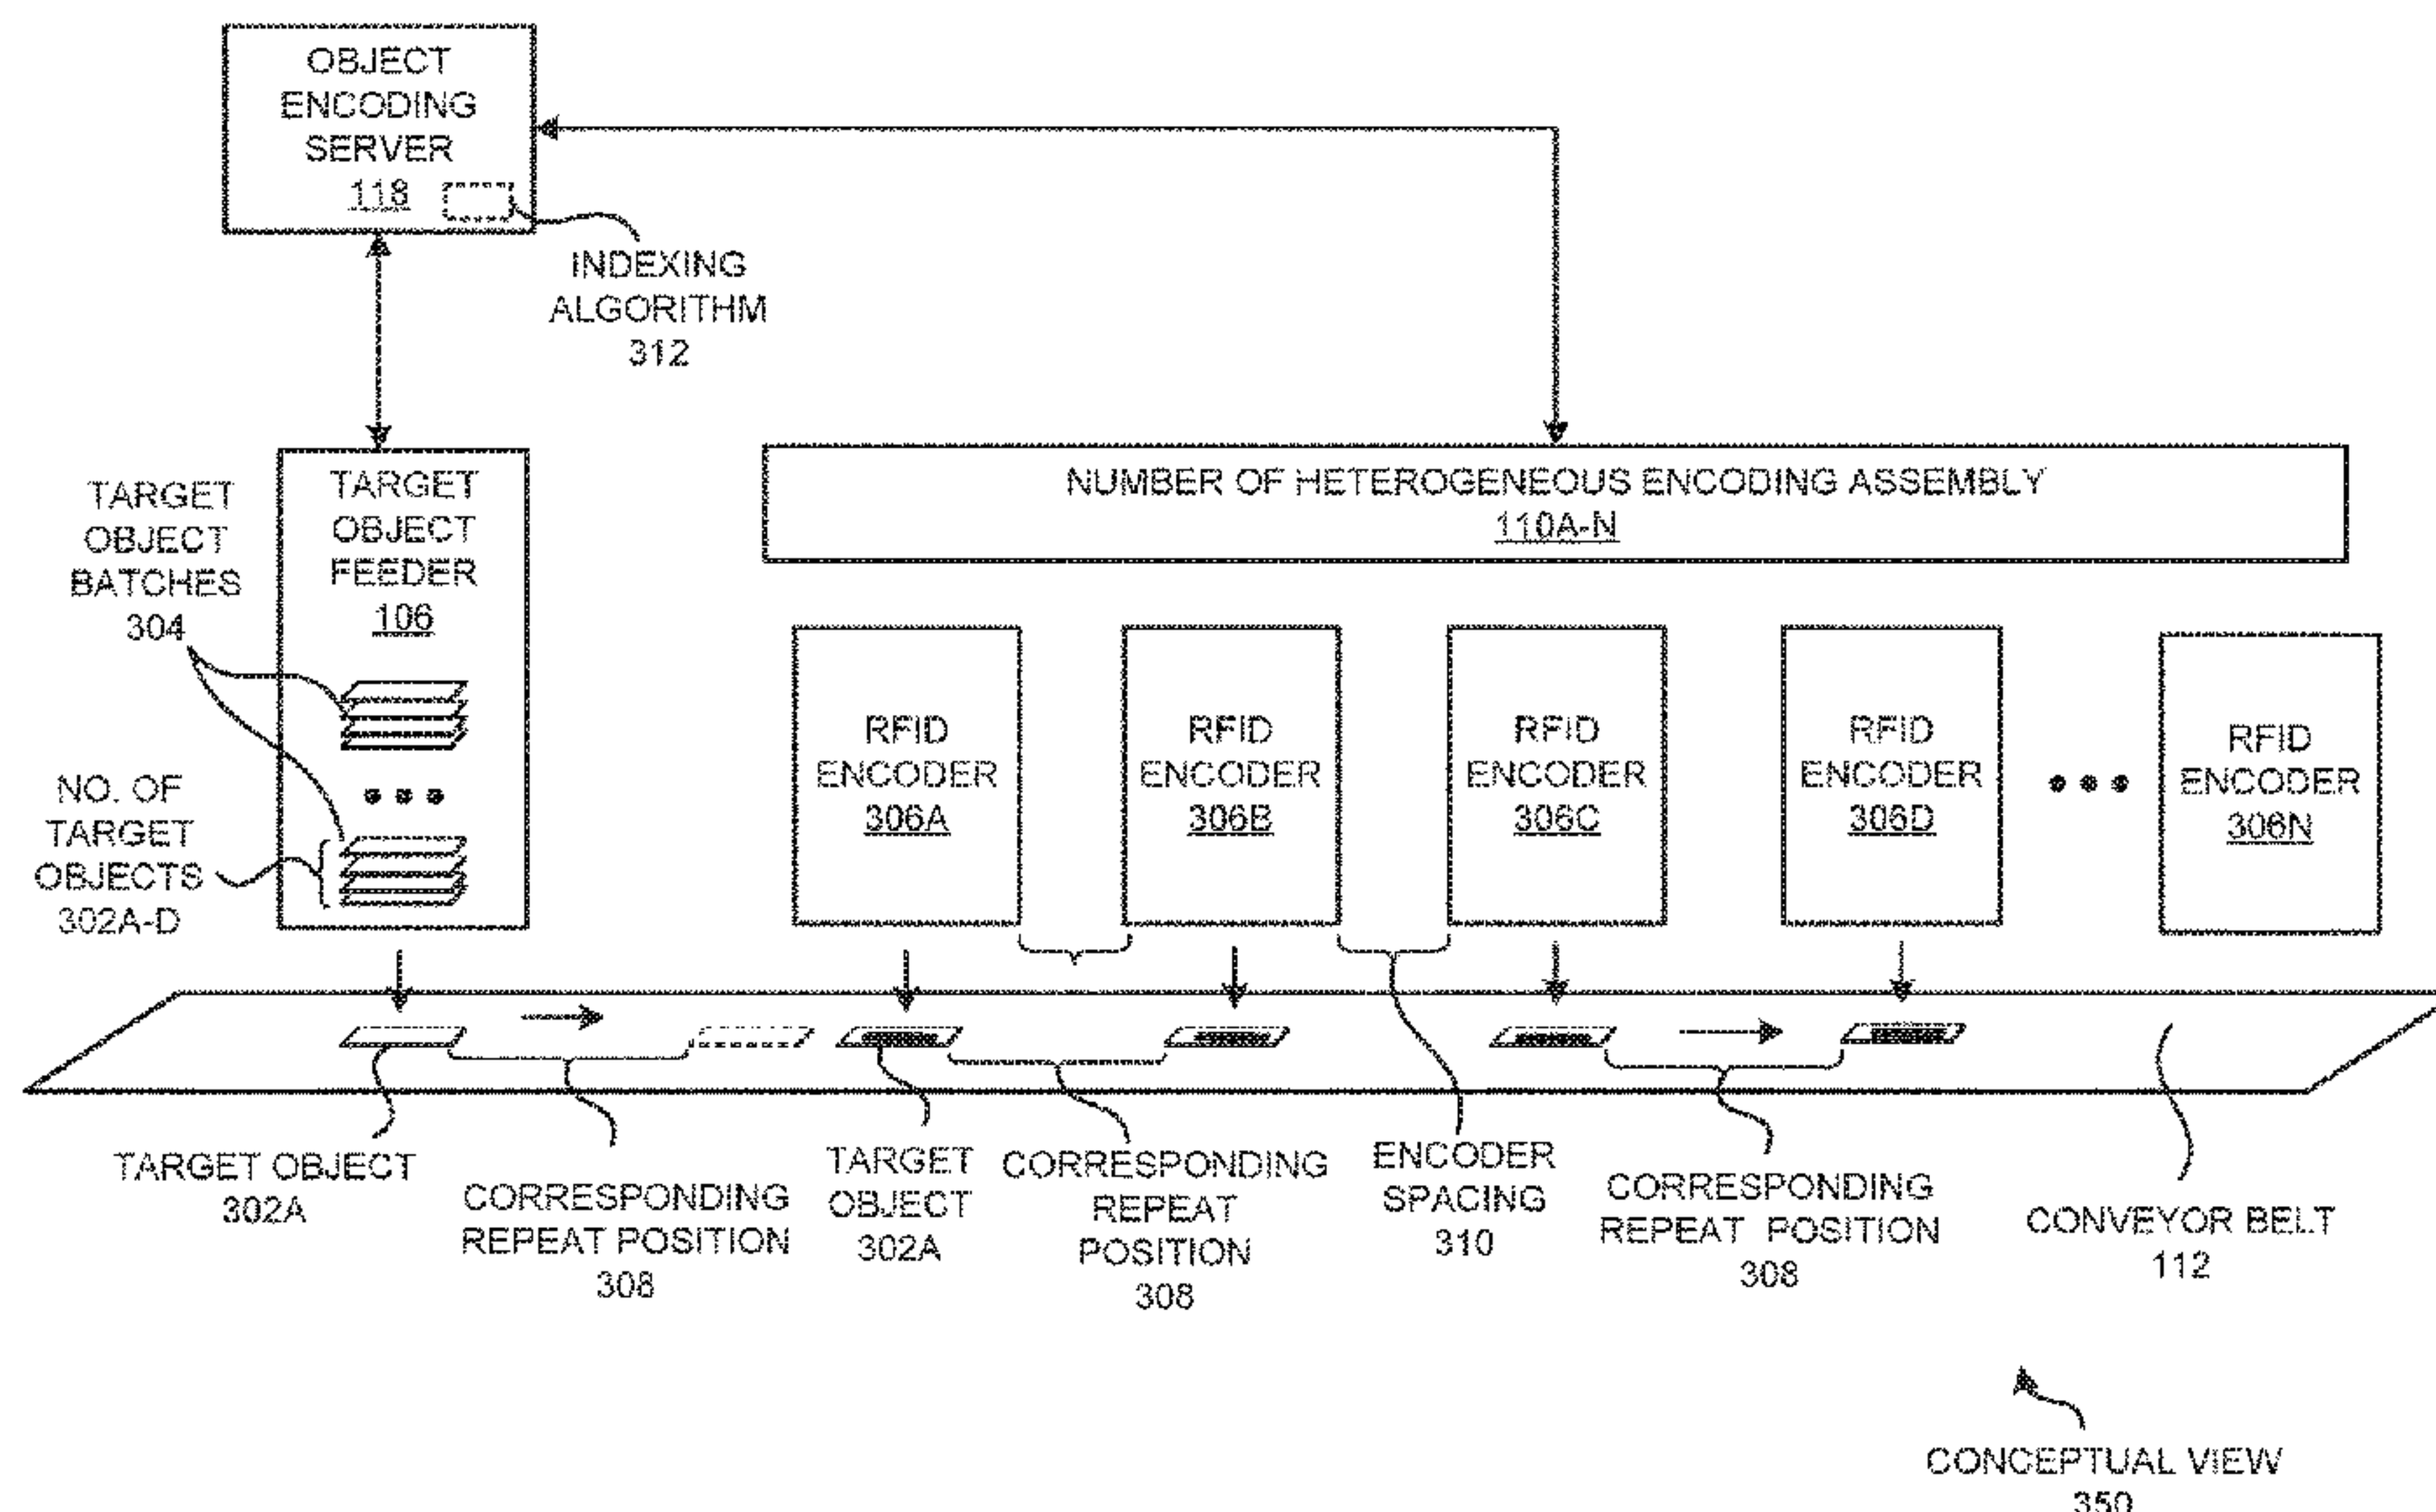 OBJECT
ENCODING
SERVER
118
INDEXING
ALGORITHM
312
TARGET
OBJECT
BATCHES
304
TARGET
OBJECT
FEEDER
106
NUMBER OF HETEROGENEOUS ENCODING ASSEMBLY
110A-N
NO. OF
TARGET
OBJECTS
302A-D
RFID
ENCODER
306A
RFID
ENCODER
306B
RFID
ENCODER
306C
RFID
ENCODER
306D
RFID
ENCODER
306N
TARGET OBJECT
302A
CORRESPONDING
REPEAT POSITION
308
TARGET
OBJECT
302A
CORRESPONDING
REPEAT
POSITION
308
ENCODER
SPACING
310
CORRESPONDING
REPEAT POSITION
308
CONVEYOR BELT
112
CONCEPTUAL VIEW
350